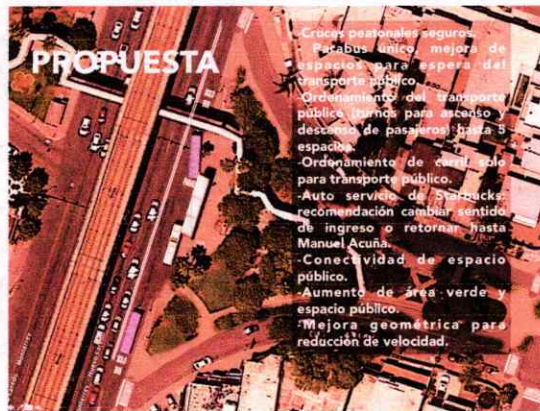 PROPUESTA
-Cruces peatonales seguros.
- Parabus único, mejora de
espacios para espera del
transporte público.
-Ordenamiento del transporte
público (turnos para ascenso y
descenso de pasajeros) hasta 5
espacios.
-Ordenamiento de carril solo
para transporte público.
-Auto servicio de Starbucks:
recomendación cambiar sentido
de ingreso o retornar hasta
Manuel Acuña.
-Conectividad de espacio
público.
-Aumento de área verde y
espacio público.
-Mejora geométrica para
reducción de velocidad.